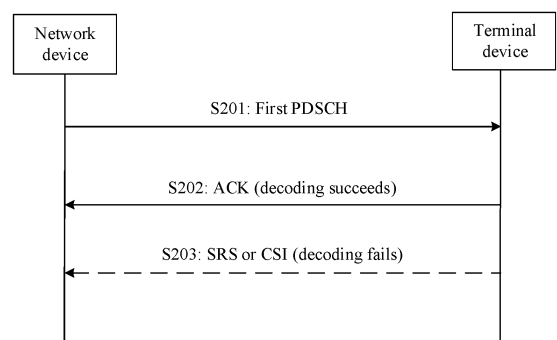 Network
device
Terminal
device
S201: First PDSCH
S202: ACK (decoding succeeds)
S203: SRS or CSI (decoding fails)